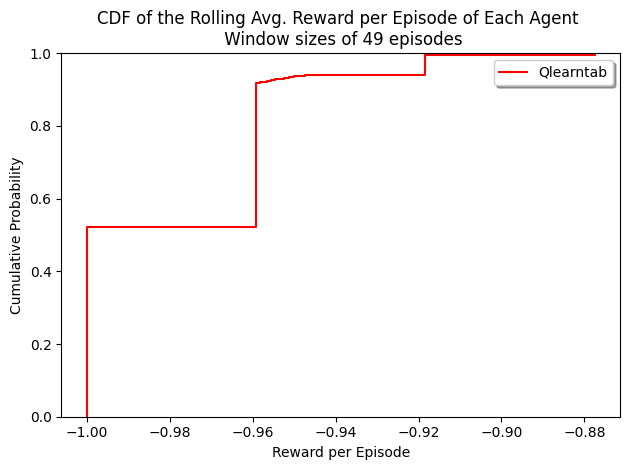 CDF of the Rolling Avg. Reward per Episode of Each Agent
Window sizes of 49 episodes
Qlearntab
Cumulative Probability
1.0
0.8
0.6
0.4
0.2
0.0
−1.00 −0.98 −0.96 −0.94 −0.92 −0.90 −0.88
Reward per Episode